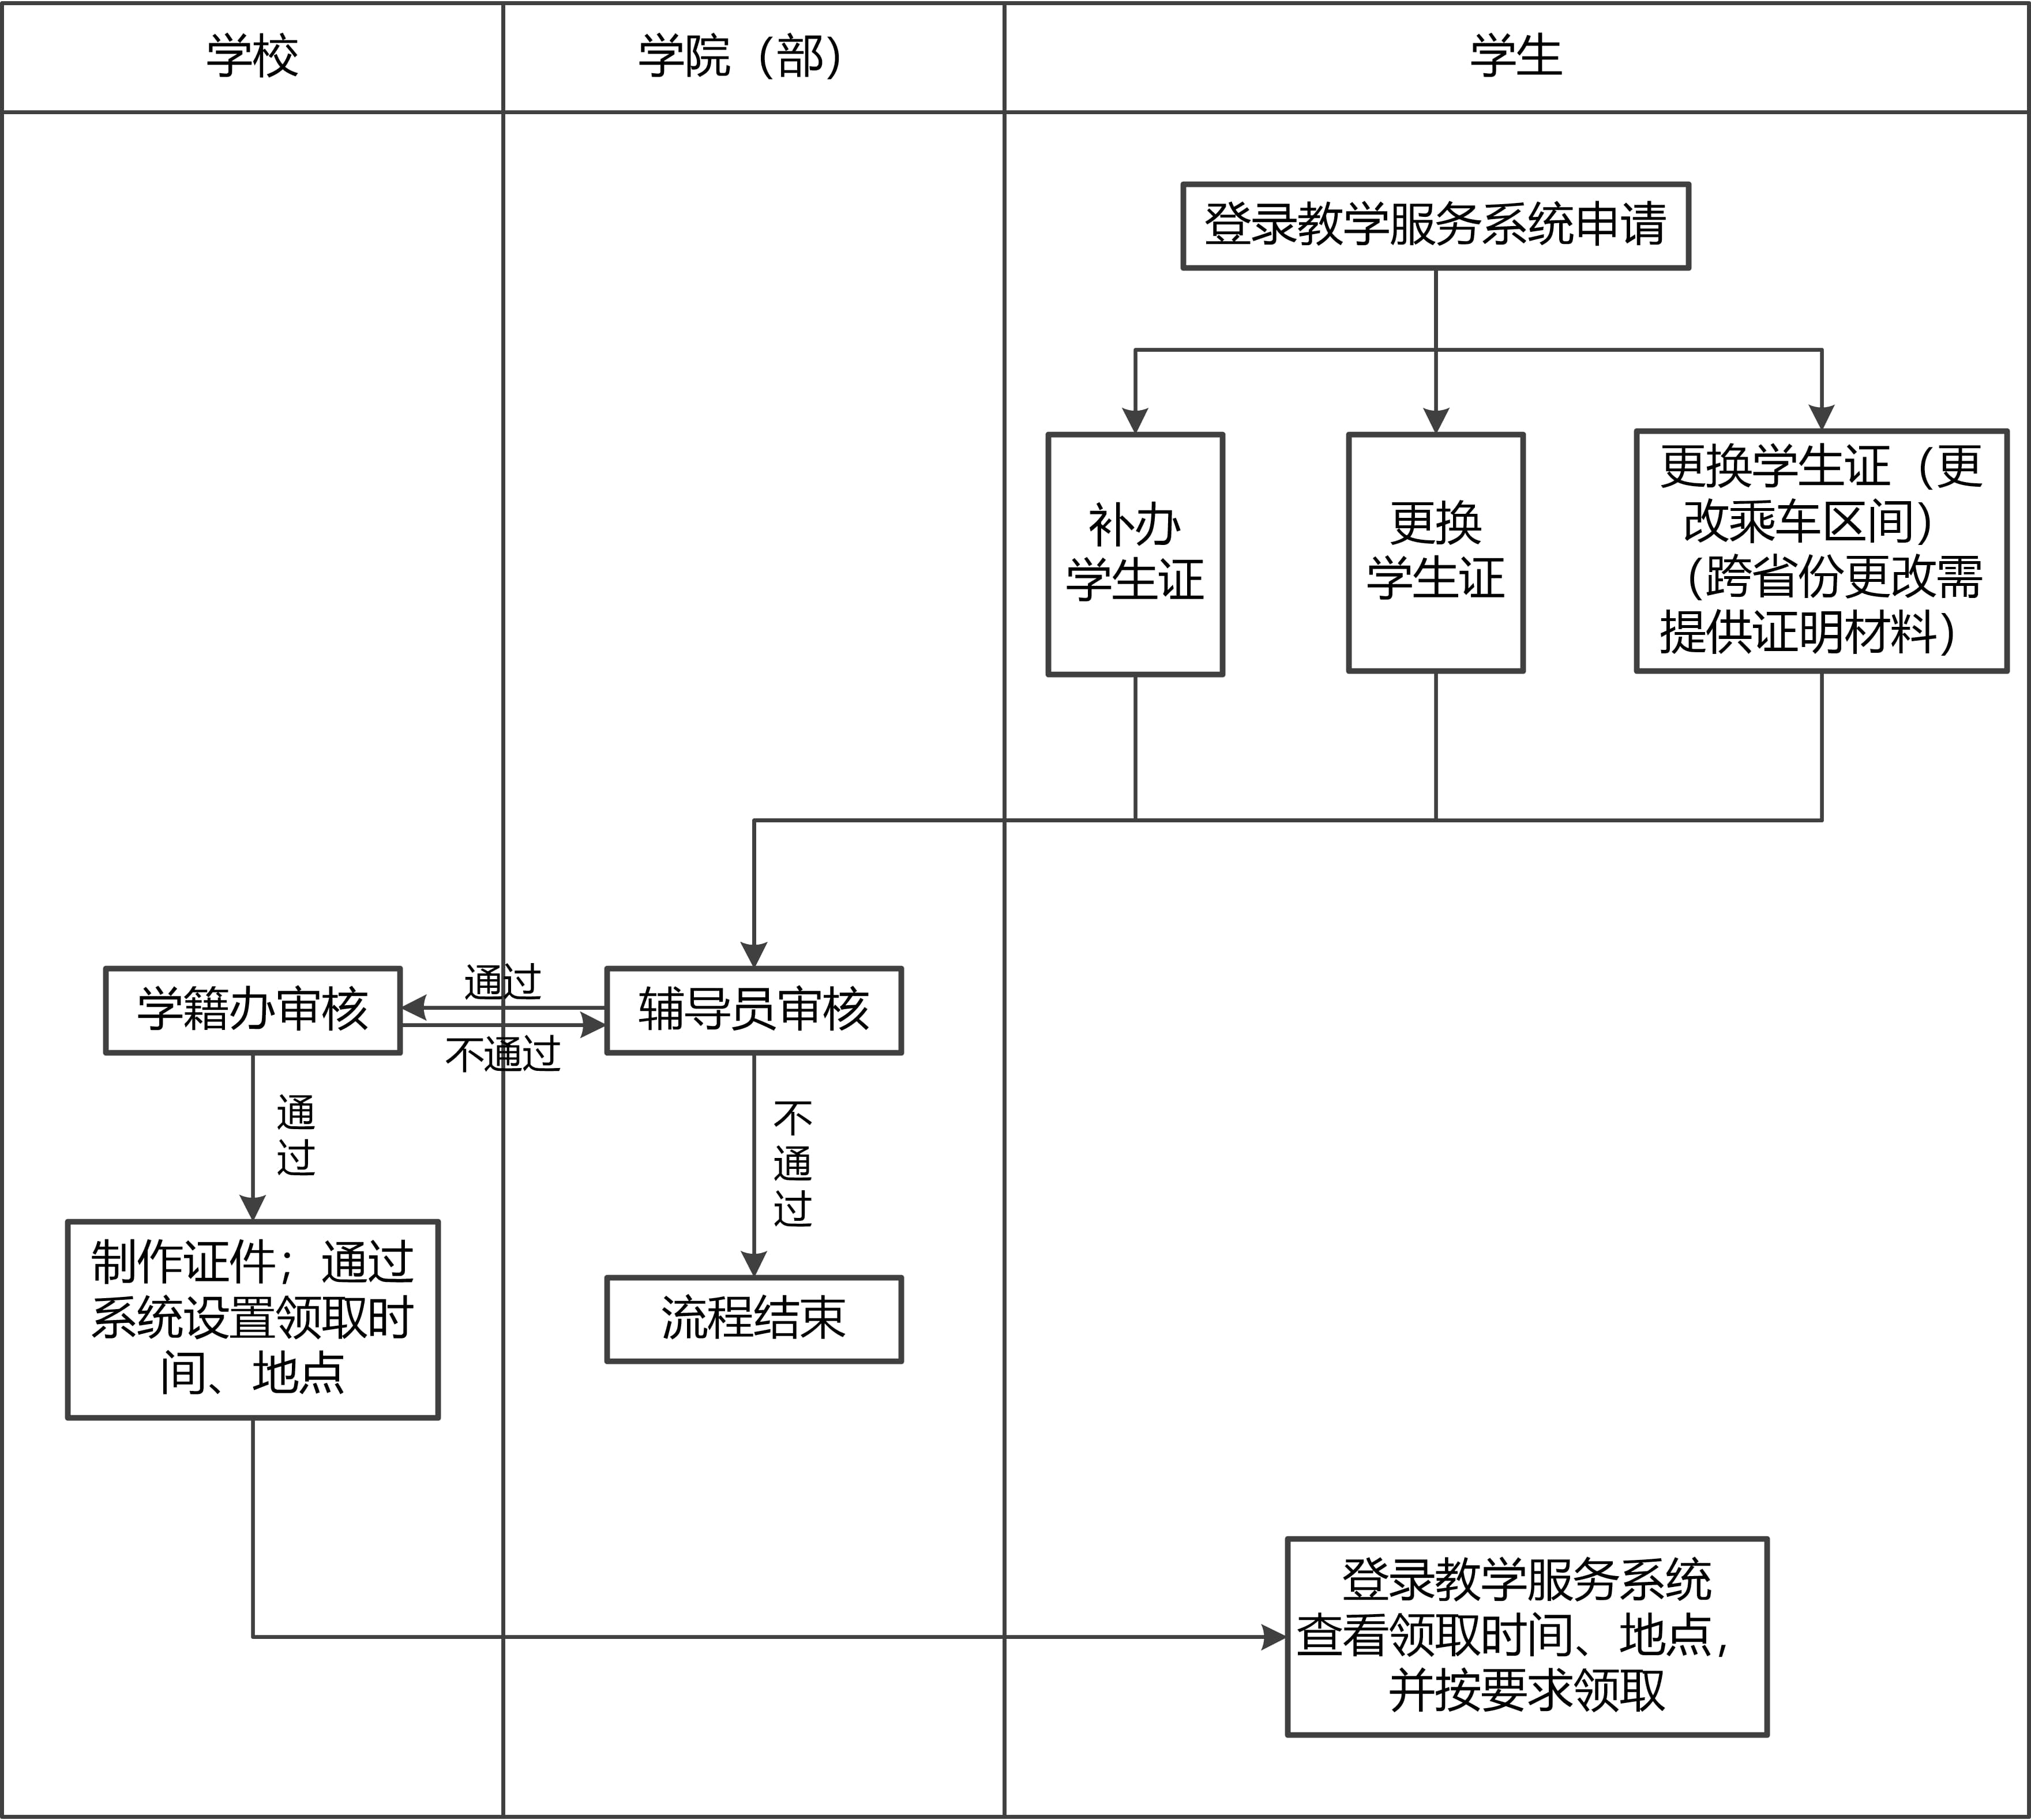 学校
学院（部）
学生
登录教学服务系统申请
补办
学生证
更换
学生证
更换学生证（更
改乘车区间）
（跨省份更改需
提供证明材料）
学籍办审核
通过
不通过
辅导员审核
通
过
不
通
过
制作证件；通过
系统设置领取时
间、地点
流程结束
登录教学服务系统
查看领取时间、地点，
并按要求领取